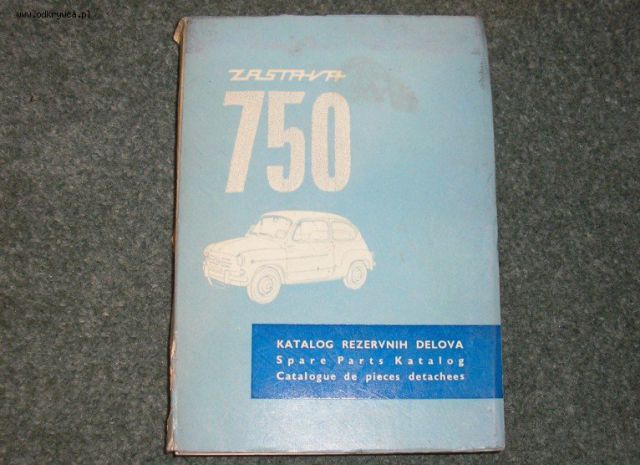 www.odkrywca.pl
ZASTAVA
750
KATALOG REZERVNIH DELOVA
Spare Parts Katalog
Catalogue de pieces detachees